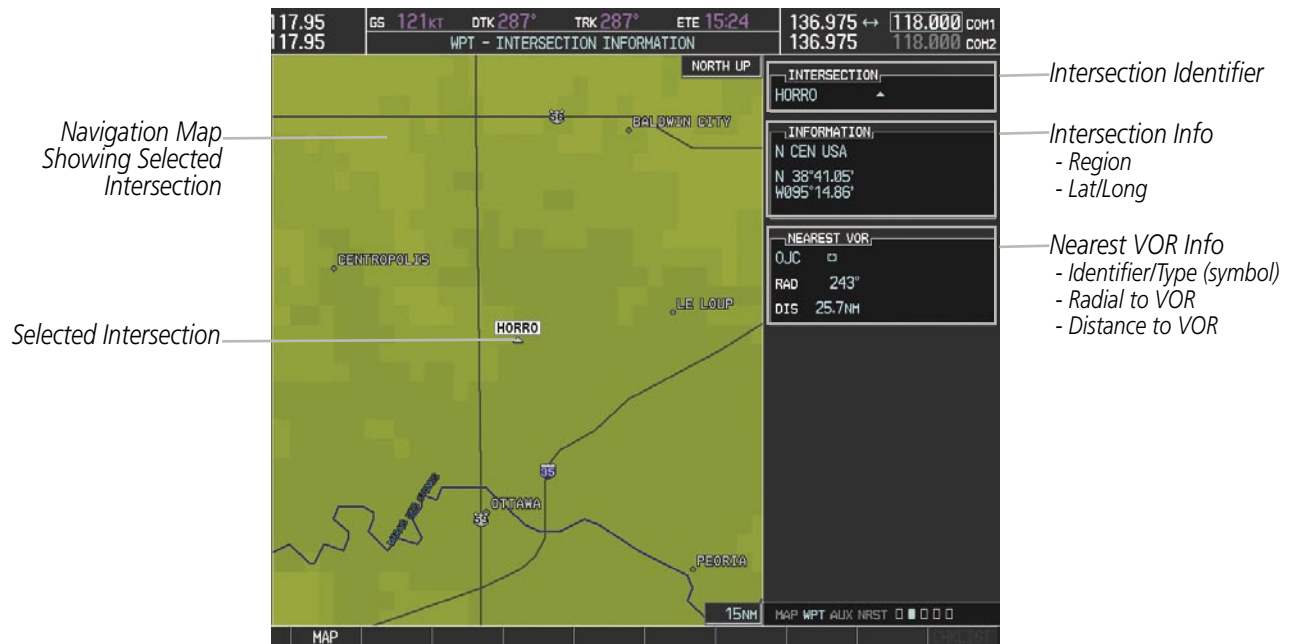 117.95
117.95
GS 121KT DTK 287° TRK 287° ETE 15:24
WPT - INTERSECTION INFORMATION
136.975 ↔ 118.000 COM1
136.975 118.000 COM2
NORTH UP
Navigation Map
Showing Selected
Intersection
Selected Intersection
BALDWIN CITY
CENTROPOLIS
LE LOUP
HORRO
35
OTTAWA
PEORIA
15NM
INTERSECTION
HORRO
INFORMATION
N CEN USA
N 38°41.05'
W095°14.86'
NEAREST VOR
OJC
RAD 243°
DIS 25.7NM
Intersection Identifier
Intersection Info
- Region
- Lat/Long
Nearest VOR Info
- Identifier/Type (symbol)
- Radial to VOR
- Distance to VOR
MAP WPT AUX NRST
MAP
CHKLIST